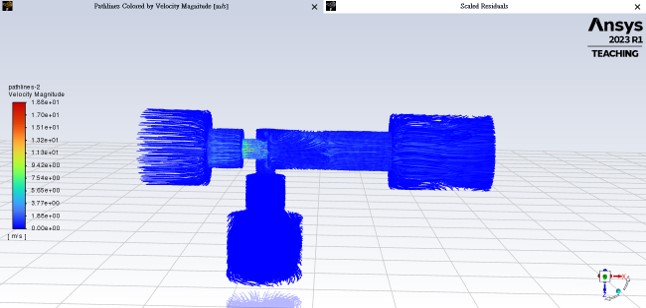 Pathlines Colored by Velocity Magnitude [m/s]
Scaled Residuals
Ansys
2023 R1
TEACHING
pathlines-2
Velocity Magnitude
1.88e+01
1.70e+01
1.51e+01
1.32e+01
1.13e+01
9.42e+00
7.54e+00
5.65e+00
3.77e+00
1.88e+00
0.00e+00
[ m/s ]